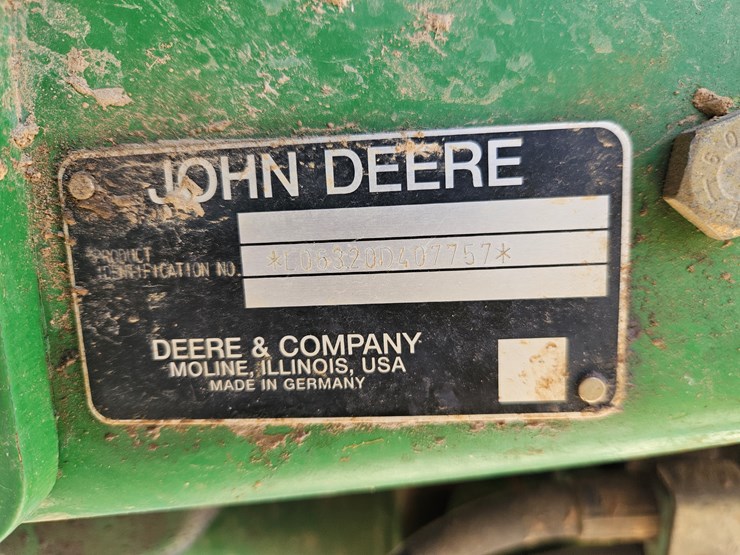 JOHN DEERE
PRODUCT
IDENTIFICATION NO.
*L06320D407757*
DEERE & COMPANY
MOLINE, ILLINOIS, USA
MADE IN GERMANY